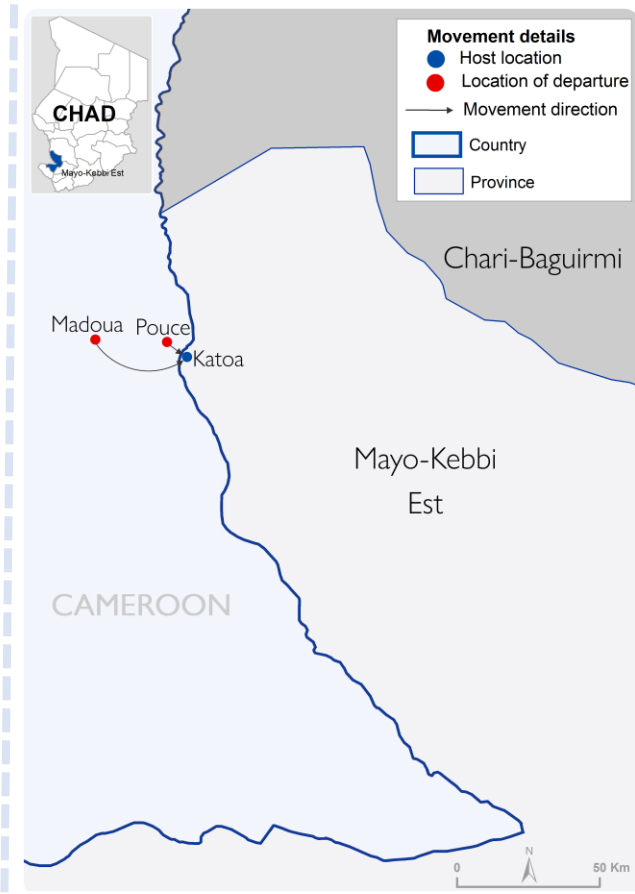 CHAD
Mayo-Kebbi Est
Movement details
Host location
Location of departure
Movement direction
Country
Province
Chari-Baguirmi
Madoua
Pouce
Katoa
Mayo-Kebbi
Est
CAMEROON
N
0
50 Km